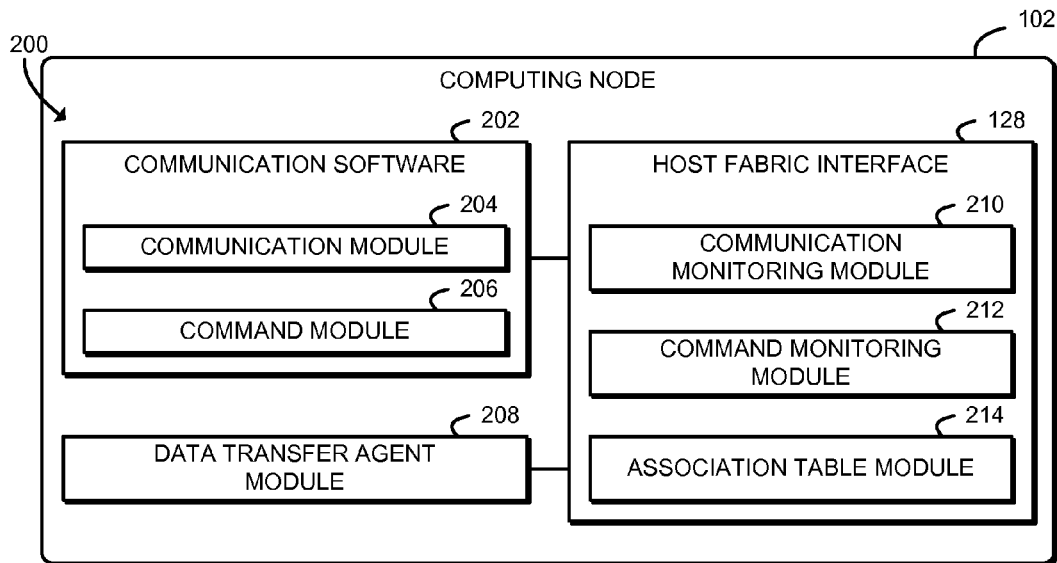 102
200
COMPUTING NODE
202
COMMUNICATION SOFTWARE
204
COMMUNICATION MODULE
206
COMMAND MODULE
208
DATA TRANSFER AGENT
MODULE
128
HOST FABRIC INTERFACE
210
COMMUNICATION
MONITORING MODULE
212
COMMAND MONITORING
MODULE
214
ASSOCIATION TABLE MODULE